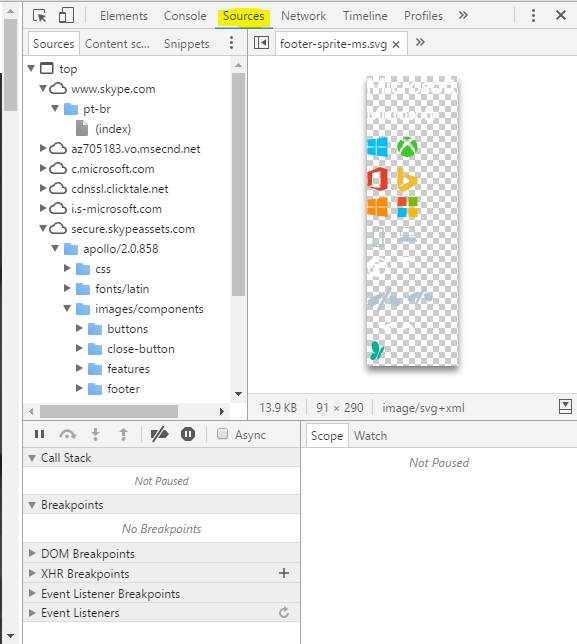 Elements Console Sources Network Timeline Profiles »
Sources Content sc... Snippets
footer-sprite-ms.svg × »
top
www.skype.com
pt-br
(index)
az705183.vo.msecnd.net
c.microsoft.com
cdnssl.clicktale.net
i.s-microsoft.com
secure.skypeassets.com
apollo/2.0.858
css
fonts/latin
images/components
buttons
close-button
features
footer
Microsoft
13.9 KB 91 × 290 image/svg+xml
Async
Call Stack
Not Paused
Breakpoints
No Breakpoints
DOM Breakpoints
XHR Breakpoints +
Event Listener Breakpoints
Event Listeners
Scope Watch
Not Paused